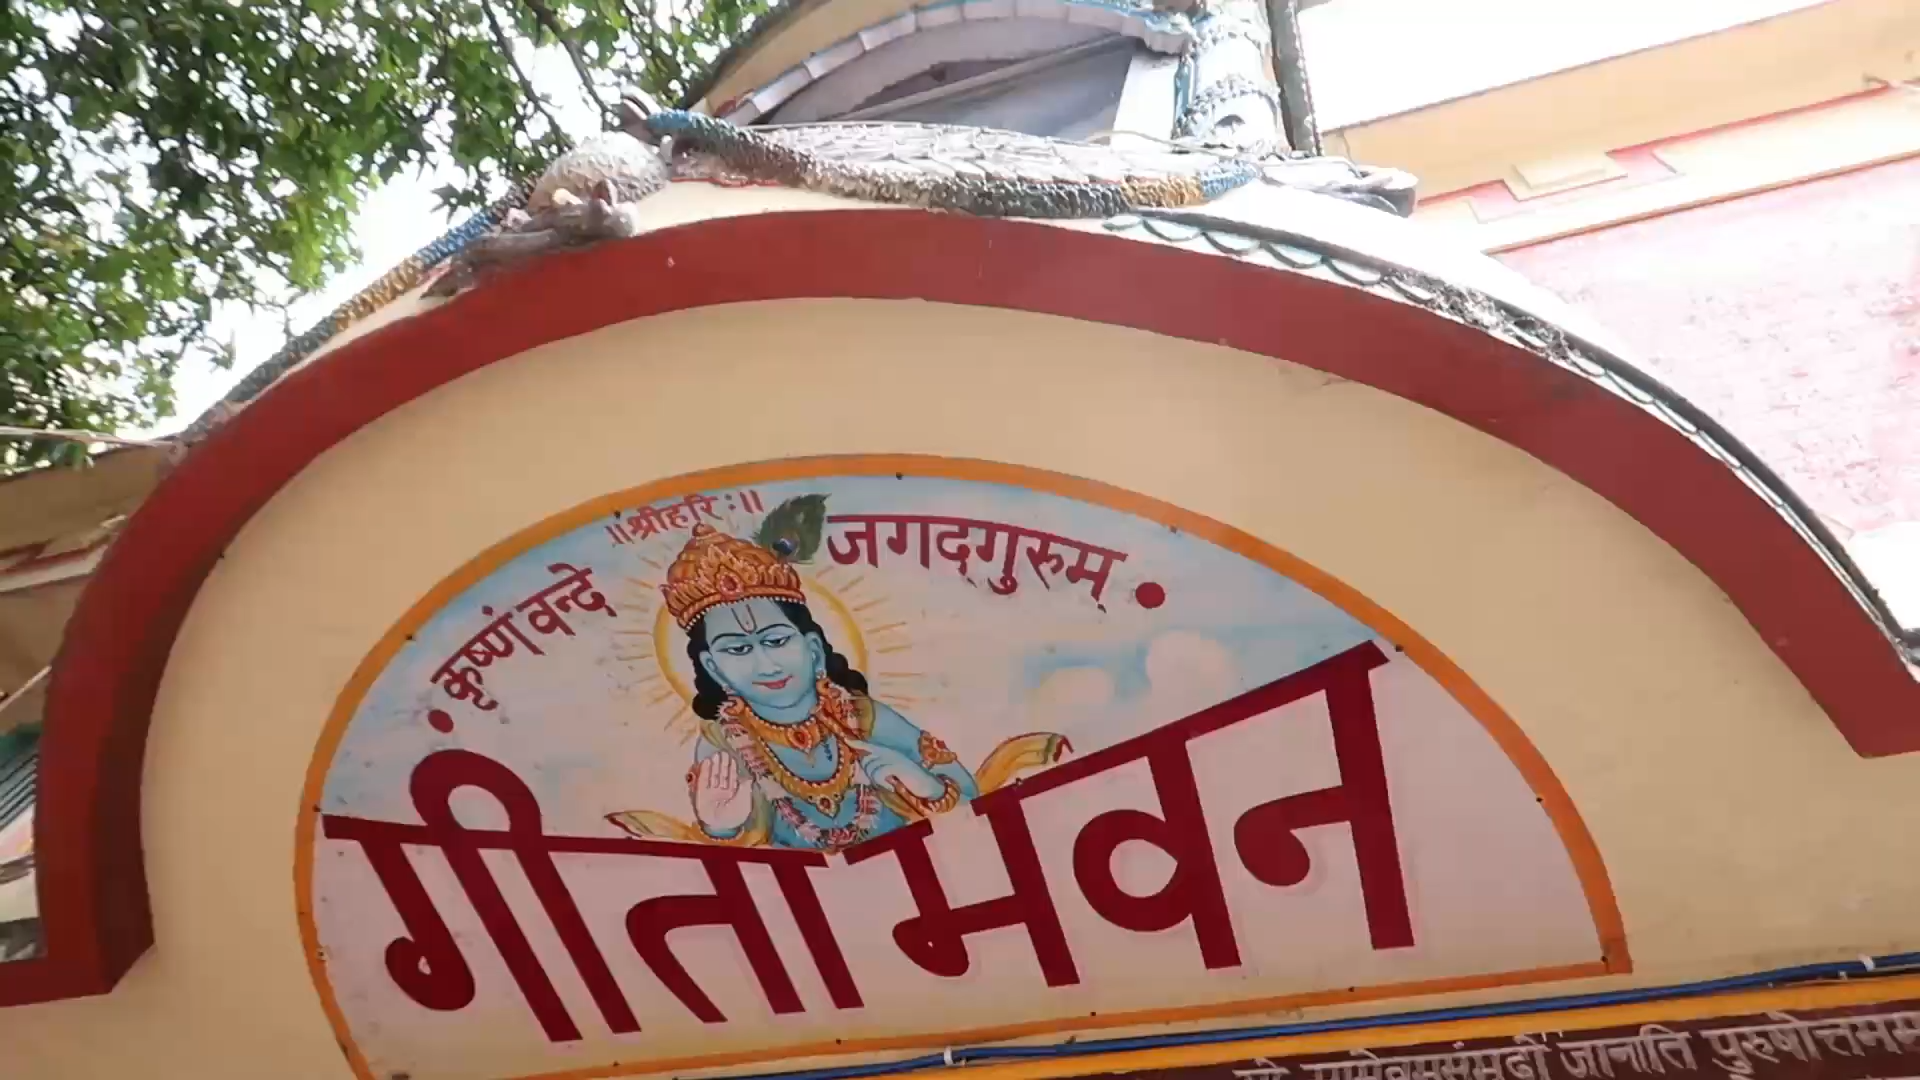 ॥श्रीहरिः॥
• कृष्णं वन्दे जगद्गुरुम् •
गीता भवन
जानाति पुरुषोत्तमम